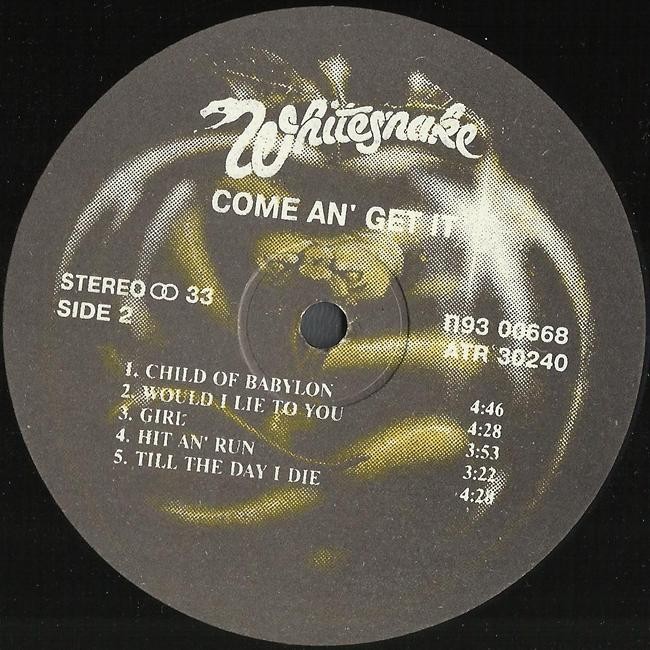 Whitesnake
COME AN' GET IT
STEREO 33
SIDE 2
П93 00668
ATR 30240
1. CHILD OF BABYLON 4:46
2. WOULD I LIE TO YOU 4:28
3. GIRL 3:53
4. HIT AN' RUN 3:22
5. TILL THE DAY I DIE 4:28